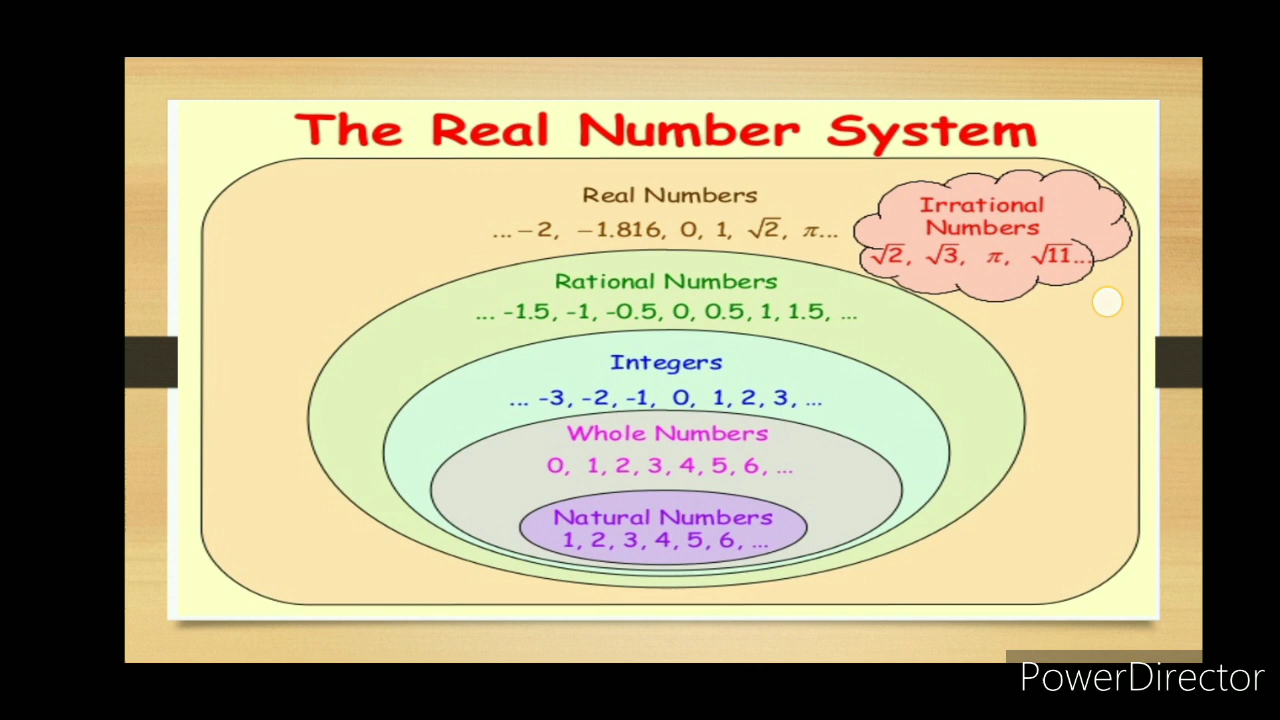 The Real Number System
Real Numbers
...−2, −1.816, 0, 1, √2, π...
Irrational
Numbers
√2, √3, π, √11...
Rational Numbers
... -1.5, -1, -0.5, 0, 0.5, 1, 1.5, ...
Integers
... -3, -2, -1, 0, 1, 2, 3, ...
Whole Numbers
0, 1, 2, 3, 4, 5, 6, ...
Natural Numbers
1, 2, 3, 4, 5, 6, ...
PowerDirector